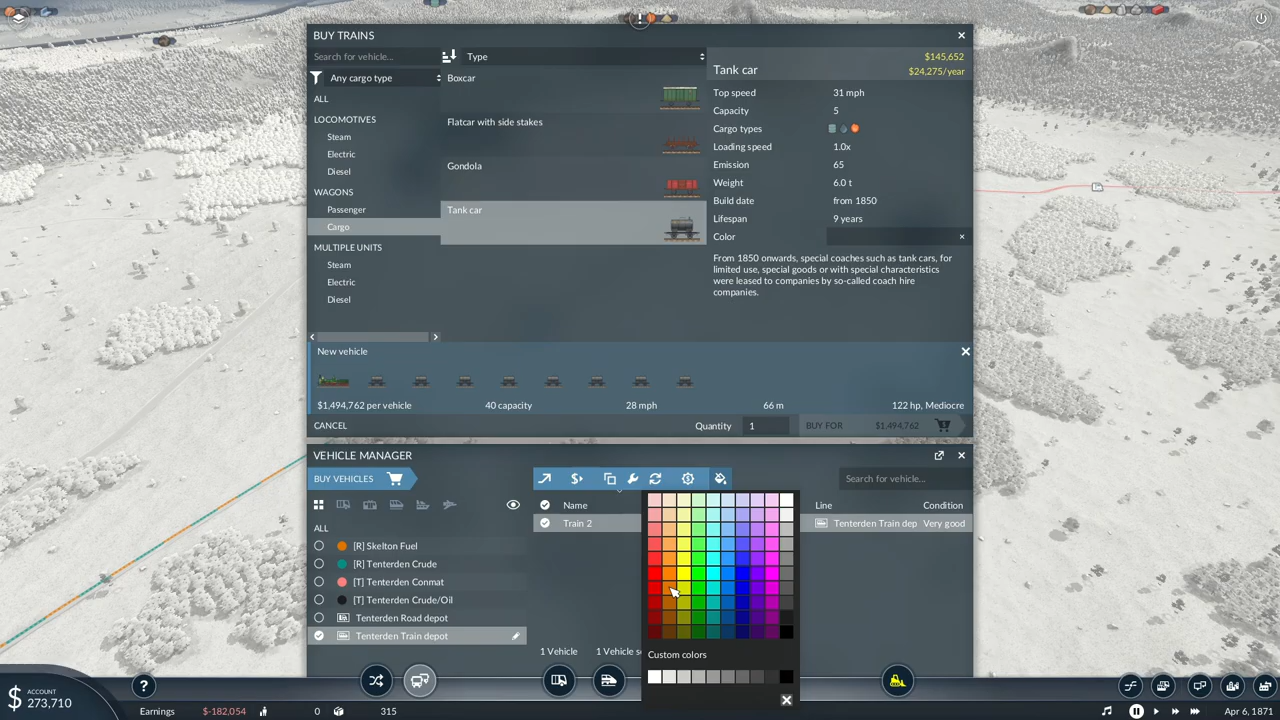 BUY TRAINS
Search for vehicle...
Type
$145,652
Tank car
$24,275/year
Any cargo type
Boxcar
Top speed 31 mph
ALL
Capacity 5
LOCOMOTIVES
Flatcar with side stakes
Cargo types
Steam
Loading speed 1.0x
Electric
Gondola
Emission 65
Diesel
Weight 6.0 t
WAGONS
Build date from 1850
Passenger
Tank car
Lifespan 9 years
Cargo
Color
MULTIPLE UNITS
From 1850 onwards, special coaches such as tank cars, for
limited use, special goods or with special characteristics
were leased to companies by so-called coach hire
companies.
Steam
Electric
Diesel
New vehicle
$1,494,762 per vehicle 40 capacity 28 mph 66 m 122 hp, Mediocre
CANCEL Quantity 1 BUY FOR $1,494,762
VEHICLE MANAGER
BUY VEHICLES
Search for vehicle...
Name Line Condition
ALL
Train 2 Tenterden Train dep Very good
[R] Skelton Fuel
[R] Tenterden Crude
[T] Tenterden Conmat
[T] Tenterden Crude/Oil
Tenterden Road depot
Tenterden Train depot
1 Vehicle 1 Vehicle se
Custom colors
$ ACCOUNT
273,710
?
Earnings $-182,054 0 315
Apr 6, 1871